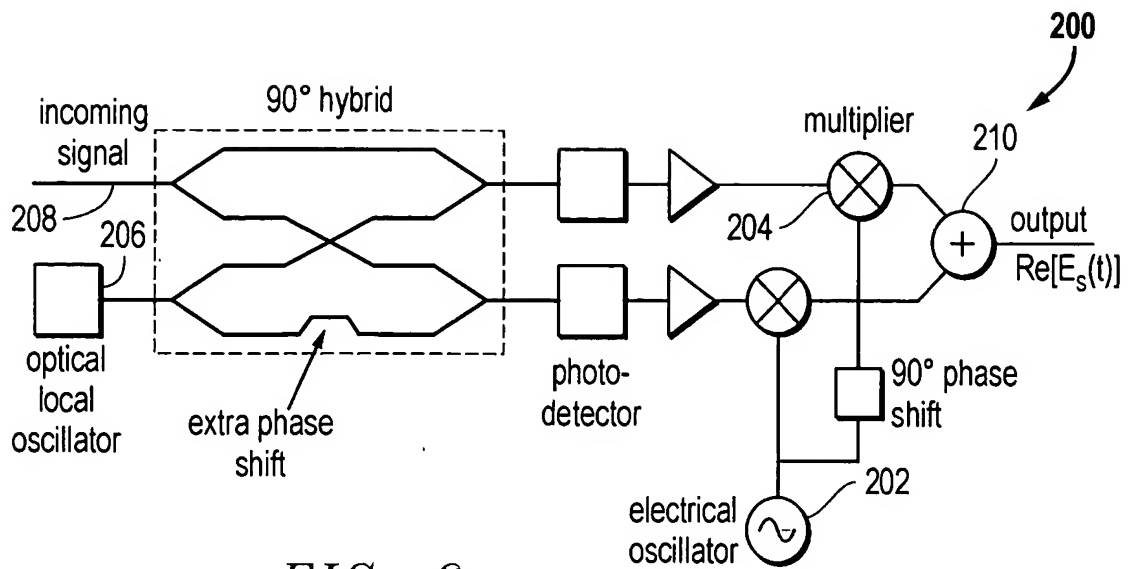 200
90° hybrid
incoming
signal
multiplier
210
208
206
204
output
Re[E_s(t)]
optical
local
oscillator
extra phase
shift
photo-
detector
90° phase
shift
202
electrical
oscillator